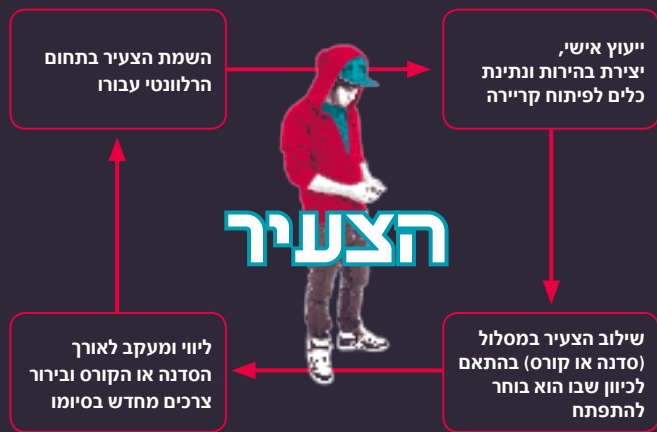 ייעוץ אישי,
יצירת בהירות ונתינת
כלים לפיתוח קריירה
השמת הצעיר בתחום
הרלוונטי עבורו
הצעיר
שילוב הצעיר במסלול
(סדנה או קורס) בהתאם
לכיוון שבו הוא בוחר
להתפתח
ליווי ומעקב לאורך
הסדנה או הקורס ובירור
צרכים מחדש בסיומו